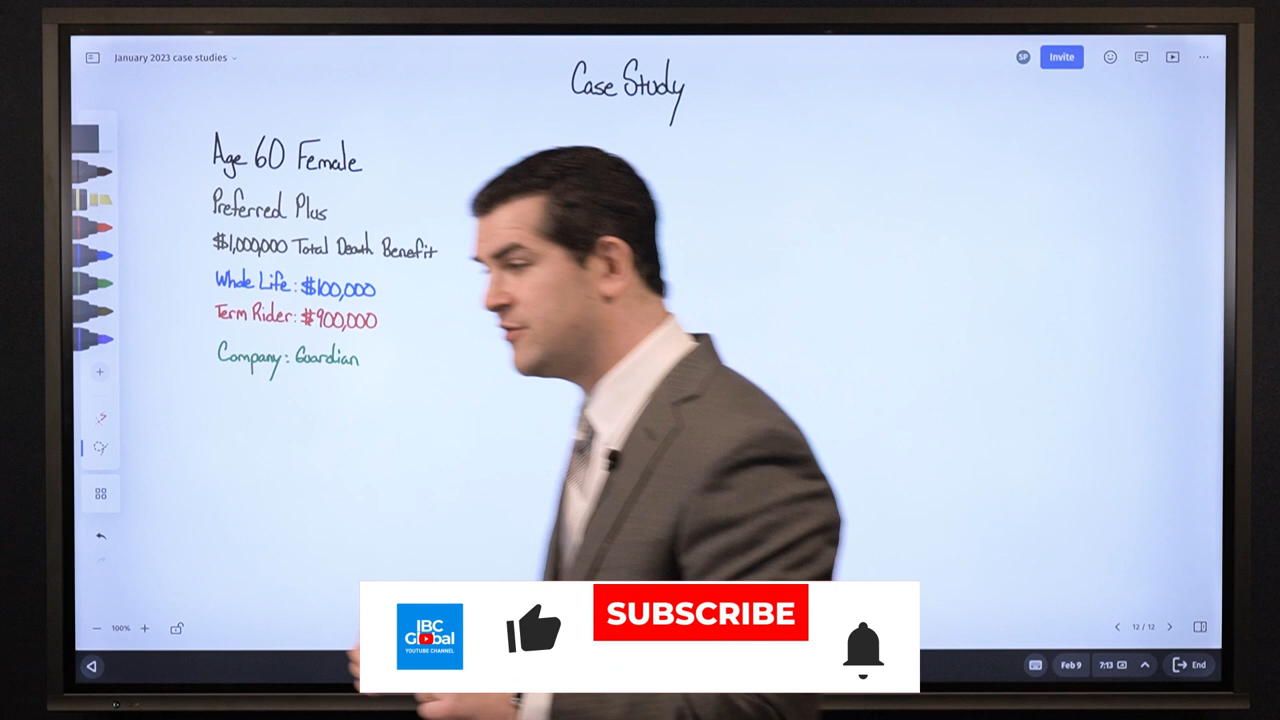 January 2023 case studies
SP
Invite
Case Study
Age 60 Female
Preferred Plus
$1,000,000 Total Death Benefit
Whole Life: $100,000
Term Rider: $900,000
Company: Guardian
100%
12 / 12
IBC
Global
YOUTUBE CHANNEL
SUBSCRIBE
Feb 9
7:13
End